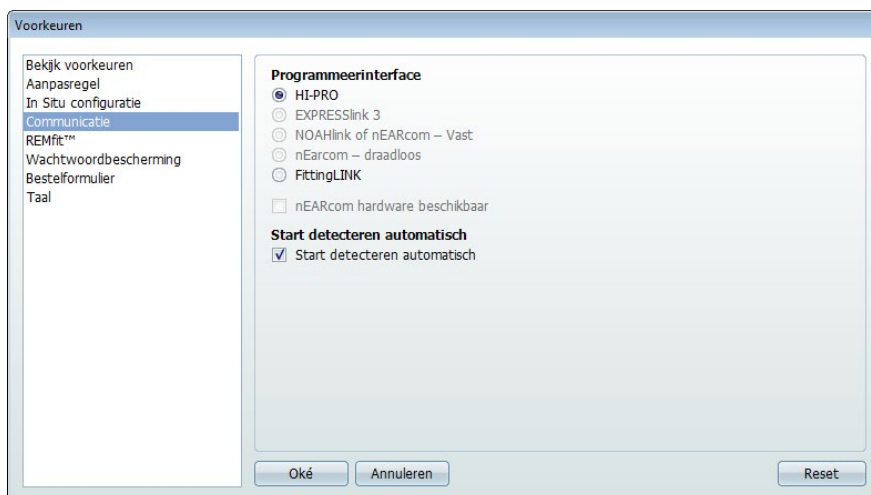 Voorkeuren
Bekijk voorkeuren
Aanpasregel
In Situ configuratie
Communicatie
REMfit™
Wachtwoordbescherming
Bestelformulier
Taal
Programmeerinterface
HI-PRO
EXPRESSlink 3
NOAHlink of nEARcom – Vast
nEarcom – draadloos
FittingLINK
nEARcom hardware beschikbaar
Start detecteren automatisch
Start detecteren automatisch
Oké
Annuleren
Reset